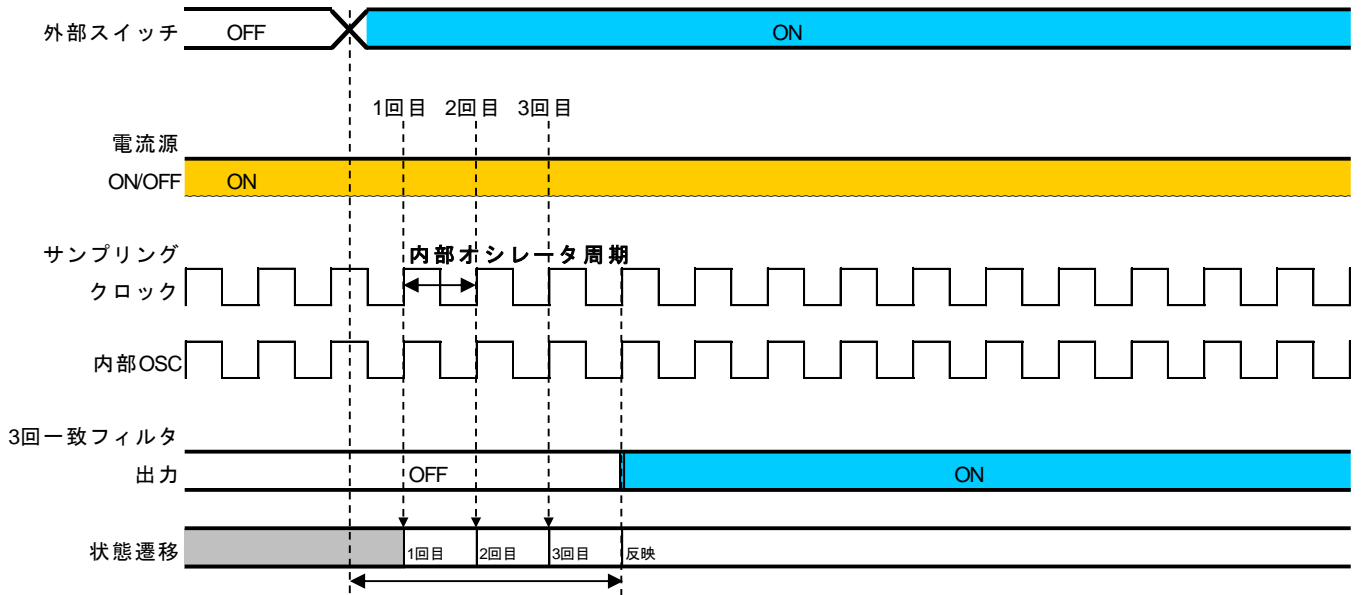 外部スイッチ OFF ON
1回目 2回目 3回目
電流源
ON/OFF ON
サンプリング
内部オシレータ周期
クロック
内部OSC
3回一致フィルタ
出力 OFF ON
状態遷移 1回目 2回目 3回目 反映